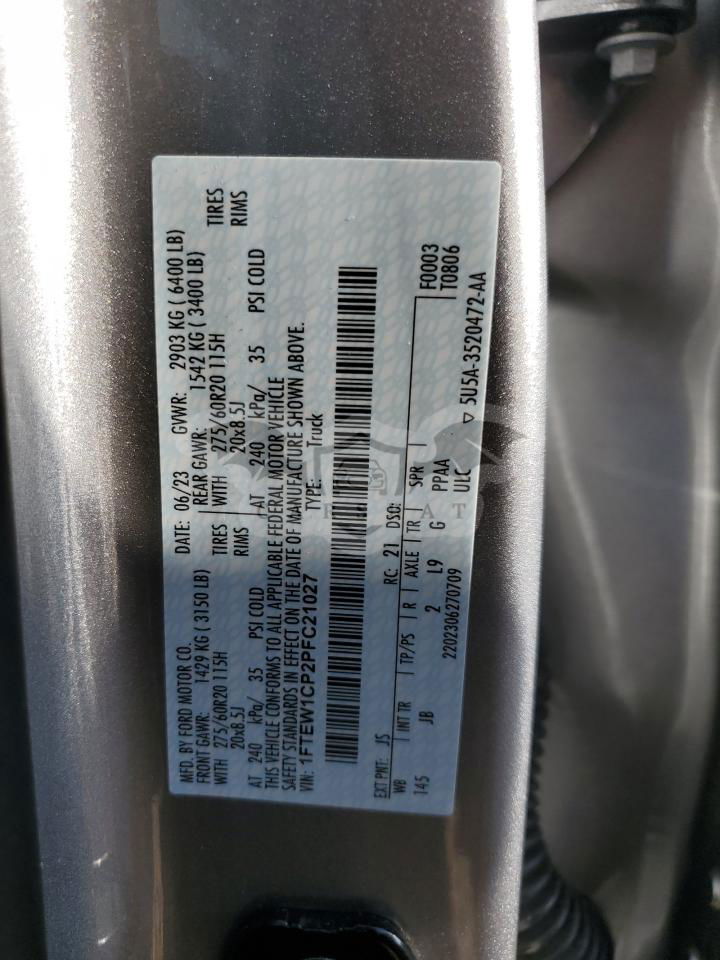 MFD. BY FORD MOTOR CO.
DATE: 06/23 GVWR: 2903 KG ( 6400 LB)
FRONT GAWR: 1429 KG ( 3150 LB)
REAR GAWR: 1542 KG ( 3400 LB)
WITH 275/60R20 115H TIRES
WITH 275/60R20 115H TIRES
20x8.5J RIMS
20x8.5J RIMS
AT 240 kPa/ 35 PSI COLD
AT 240 kPa/ 35 PSI COLD
THIS VEHICLE CONFORMS TO ALL APPLICABLE FEDERAL MOTOR VEHICLE
SAFETY STANDARDS IN EFFECT ON THE DATE OF MANUFACTURE SHOWN ABOVE.
VIN: 1FTEW1CP2PFC21027 TYPE: Truck
EXT PNT: JS RC: 21 DSO: F0003
WB INT TR TP/PS R AXLE TR SPR T0806
145 JB 2 L9 G PPAA
2202306270709 ULC 5U5A-3520472-AA